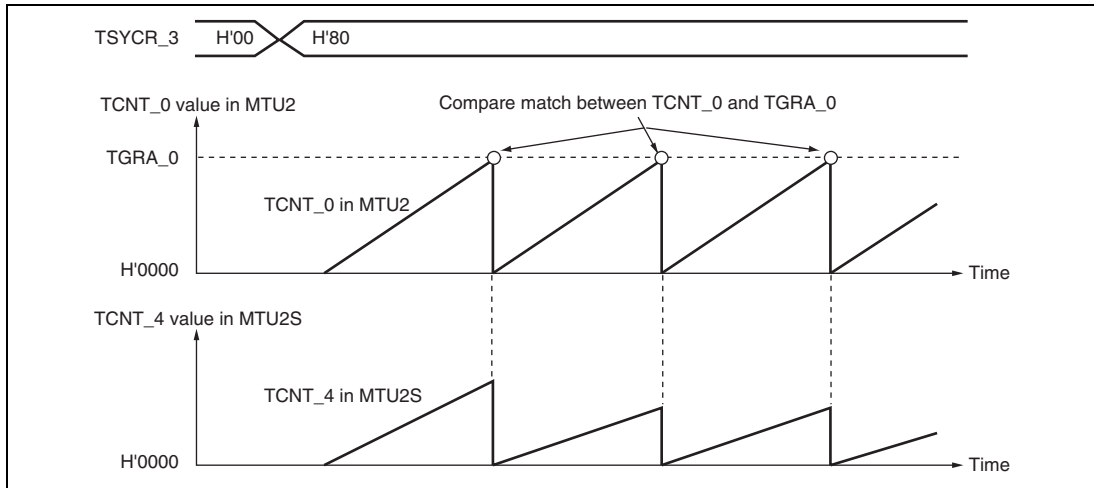 TSYCR_3 H'00 H'80
TCNT_0 value in MTU2
Compare match between TCNT_0 and TGRA_0
TGRA_0
TCNT_0 in MTU2
H'0000
Time
TCNT_4 value in MTU2S
TCNT_4 in MTU2S
H'0000
Time